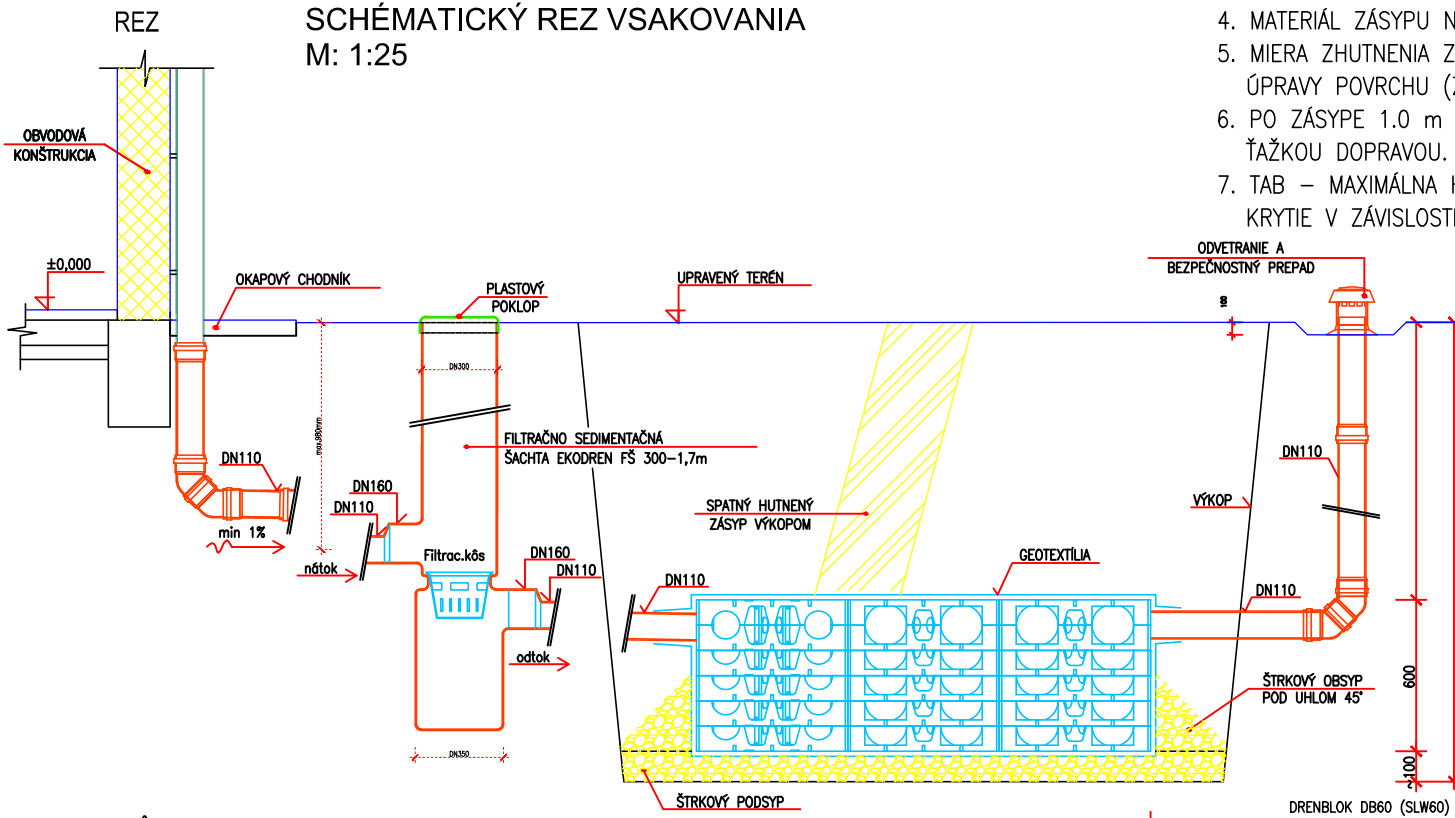 REZ
SCHÉMATICKÝ REZ VSAKOVANIA
M: 1:25
4. MATERIÁL ZÁSYPU N
5. MIERA ZHUTNENIA Z
ÚPRAVY POVRCHU (
6. PO ZÁSYPE 1.0 m
ŤAŽKOU DOPRAVOU.
7. TAB – MAXIMÁLNA
KRYTIE V ZÁVISLOSTI
OBVODOVÁ
KONŠTRUKCIA
±0,000
OKAPOVÝ CHODNÍK
PLASTOVÝ
POKLOP
UPRAVENÝ TERÉN
ODVETRANIE A
BEZPEČNOSTNÝ PREPAD
DN300
FILTRAČNO SEDIMENTAČNÁ
ŠACHTA EKODREN FŠ 300-1,7m
DN110
min 1%
DN160
DN110
nátok
Filtrac.kôs
DN160
DN110
odtok
DN350
SPATNÝ HUTNENÝ
ZÁSYP VÝKOPOM
VÝKOP
DN110
GEOTEXTÍLIA
DN110
DN110
DN110
ŠTRKOVÝ OBSYP
POD UHLOM 45°
600
~100
ŠTRKOVÝ PODSYP
DRENBLOK DB60 (SLW60)